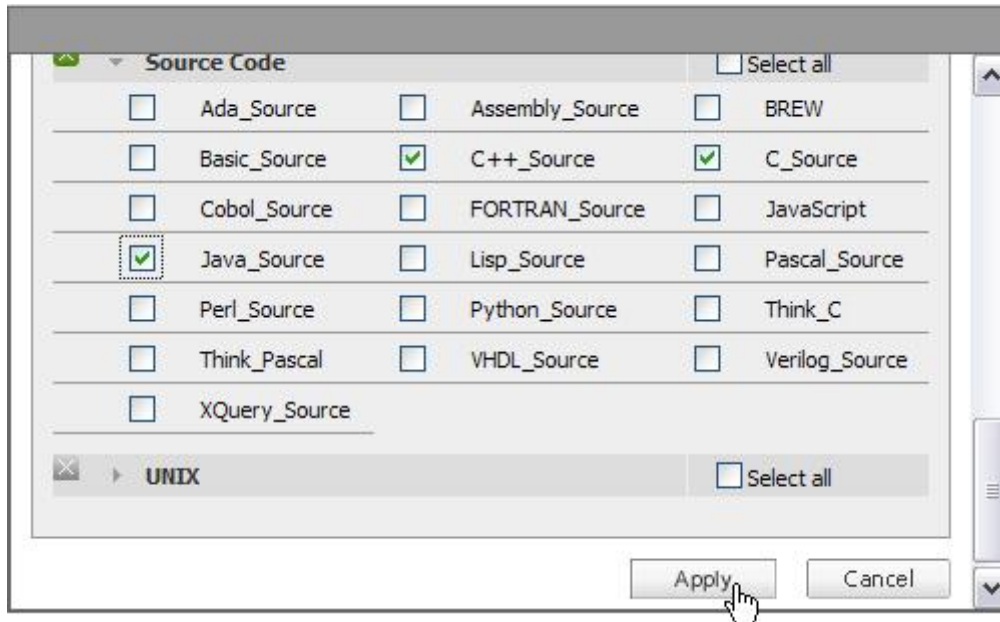 Source Code Select all
Ada_Source Assembly_Source BREW
Basic_Source C++_Source C_Source
Cobol_Source FORTRAN_Source JavaScript
Java_Source Lisp_Source Pascal_Source
Perl_Source Python_Source Think_C
Think_Pascal VHDL_Source Verilog_Source
XQuery_Source
UNIX Select all
Apply Cancel